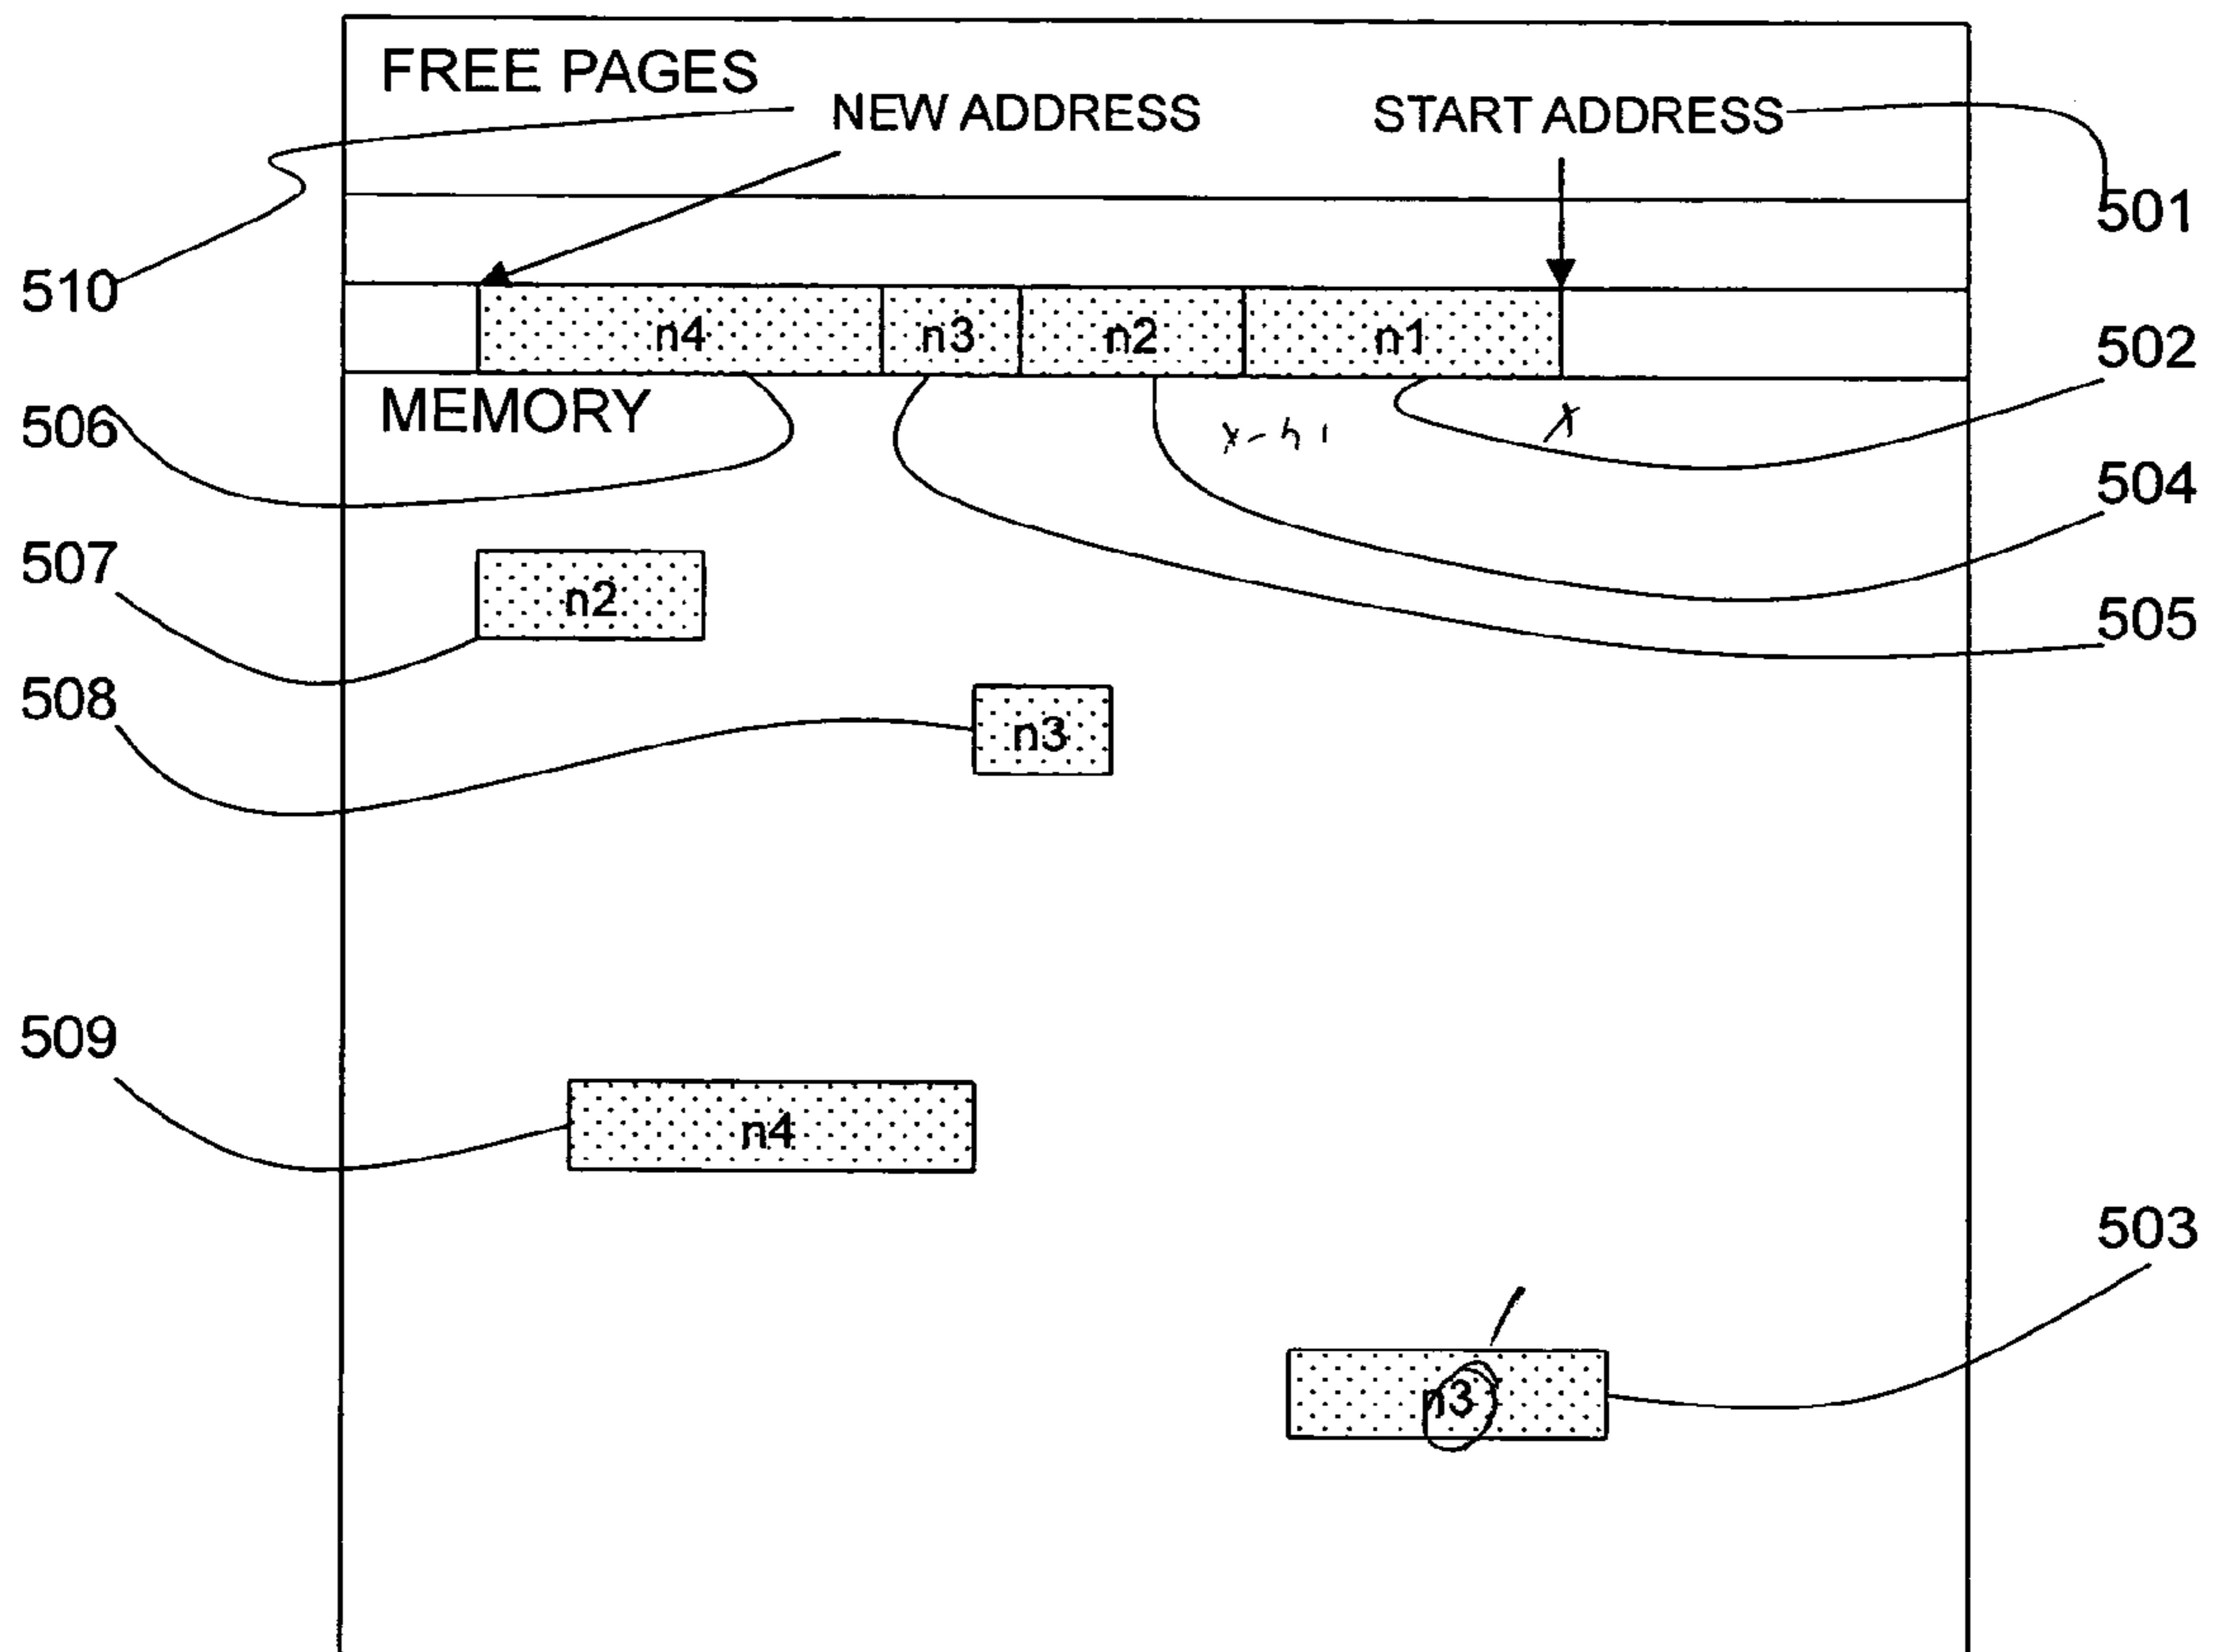 FREE PAGES
NEW ADDRESS
START ADDRESS
501
510
n4
n3
n2
n1
502
MEMORY
506
x-n1
X
504
507
n2
505
508
n3
509
n4
503
n3